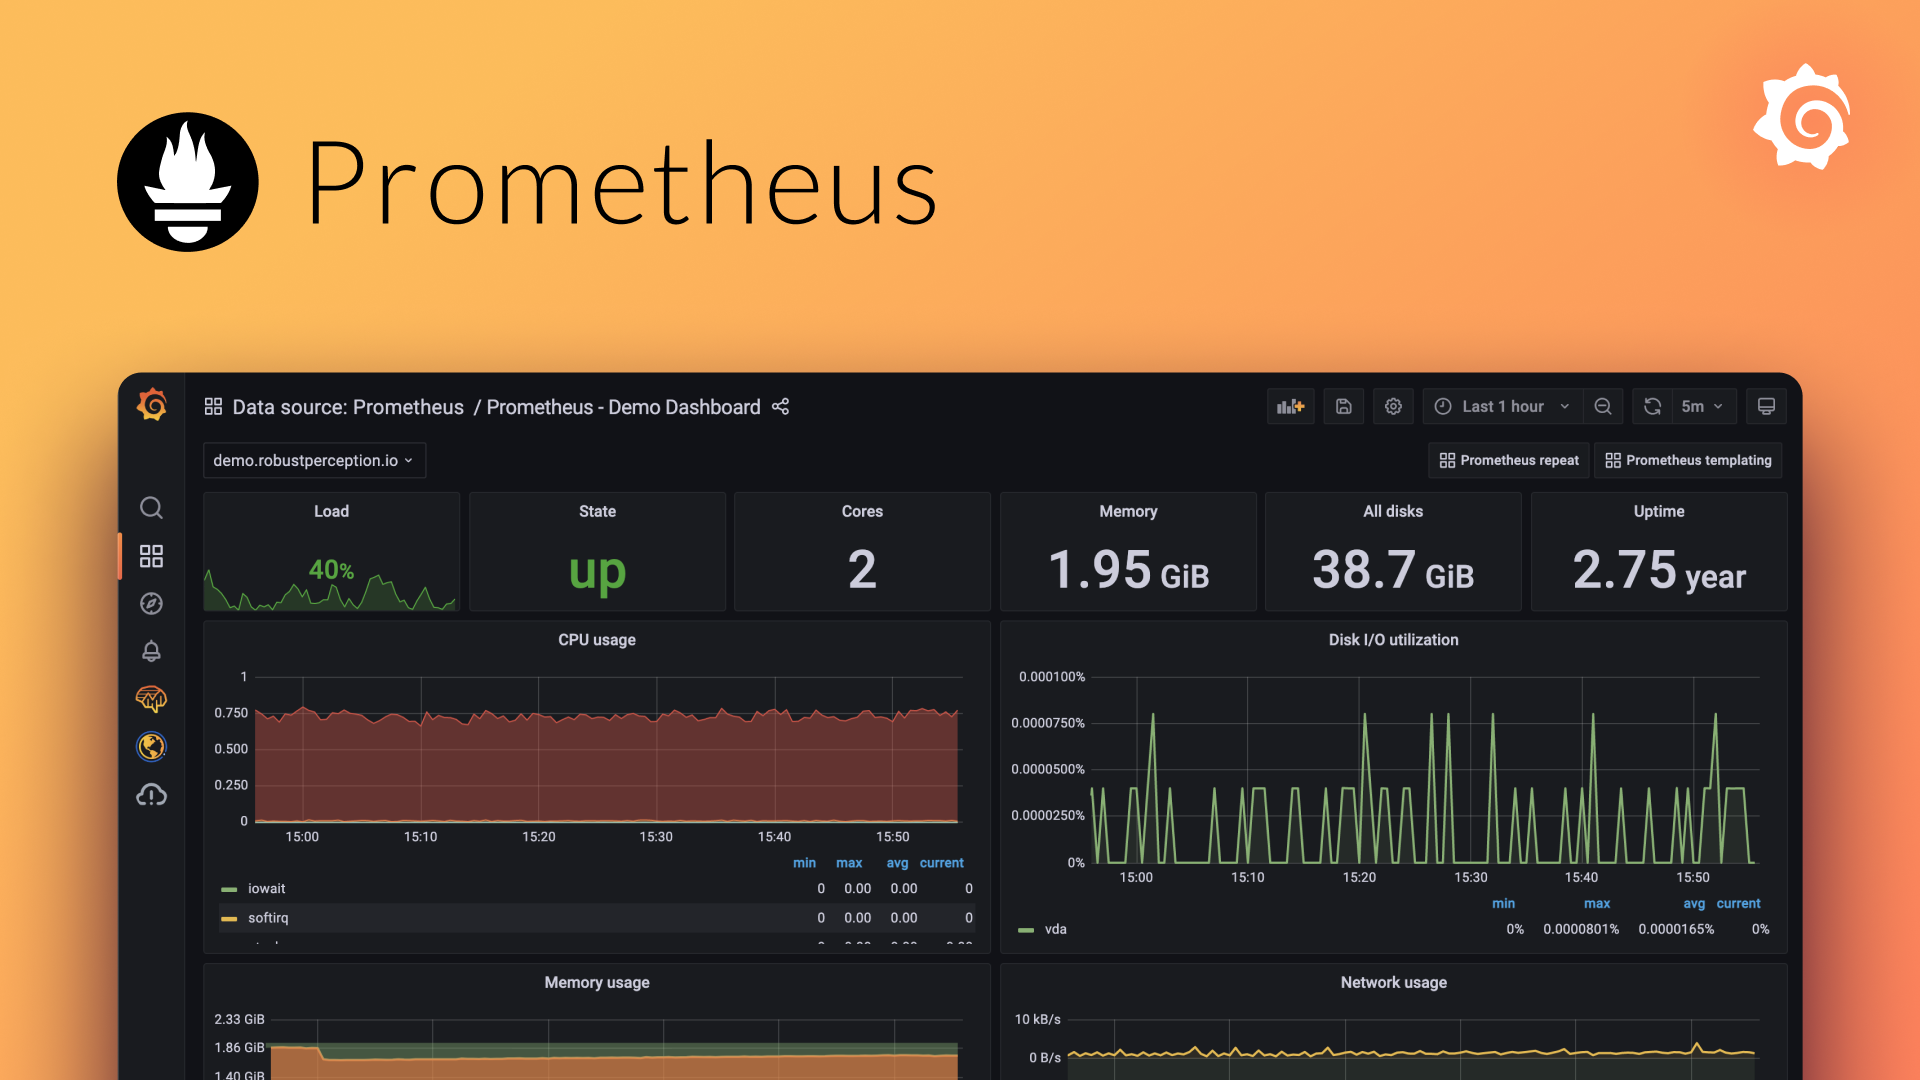 Prometheus
Data source: Prometheus / Prometheus - Demo Dashboard
Last 1 hour
5m
demo.robustperception.io
Prometheus repeat
Prometheus templating
Load
State
Cores
Memory
All disks
Uptime
40%
up
2
1.95 GiB
38.7 GiB
2.75 year
CPU usage
1
0.750
0.500
0.250
0
15:00 15:10 15:20 15:30 15:40 15:50
min max avg current
iowait 0 0.00 0.00 0
softirq 0 0.00 0.00 0
Disk I/O utilization
0.000100%
0.0000750%
0.0000500%
0.0000250%
0%
15:00 15:10 15:20 15:30 15:40 15:50
min max avg current
vda 0% 0.0000801% 0.0000165% 0%
Memory usage
2.33 GiB
1.86 GiB
1.40 GiB
Network usage
10 kB/s
0 B/s